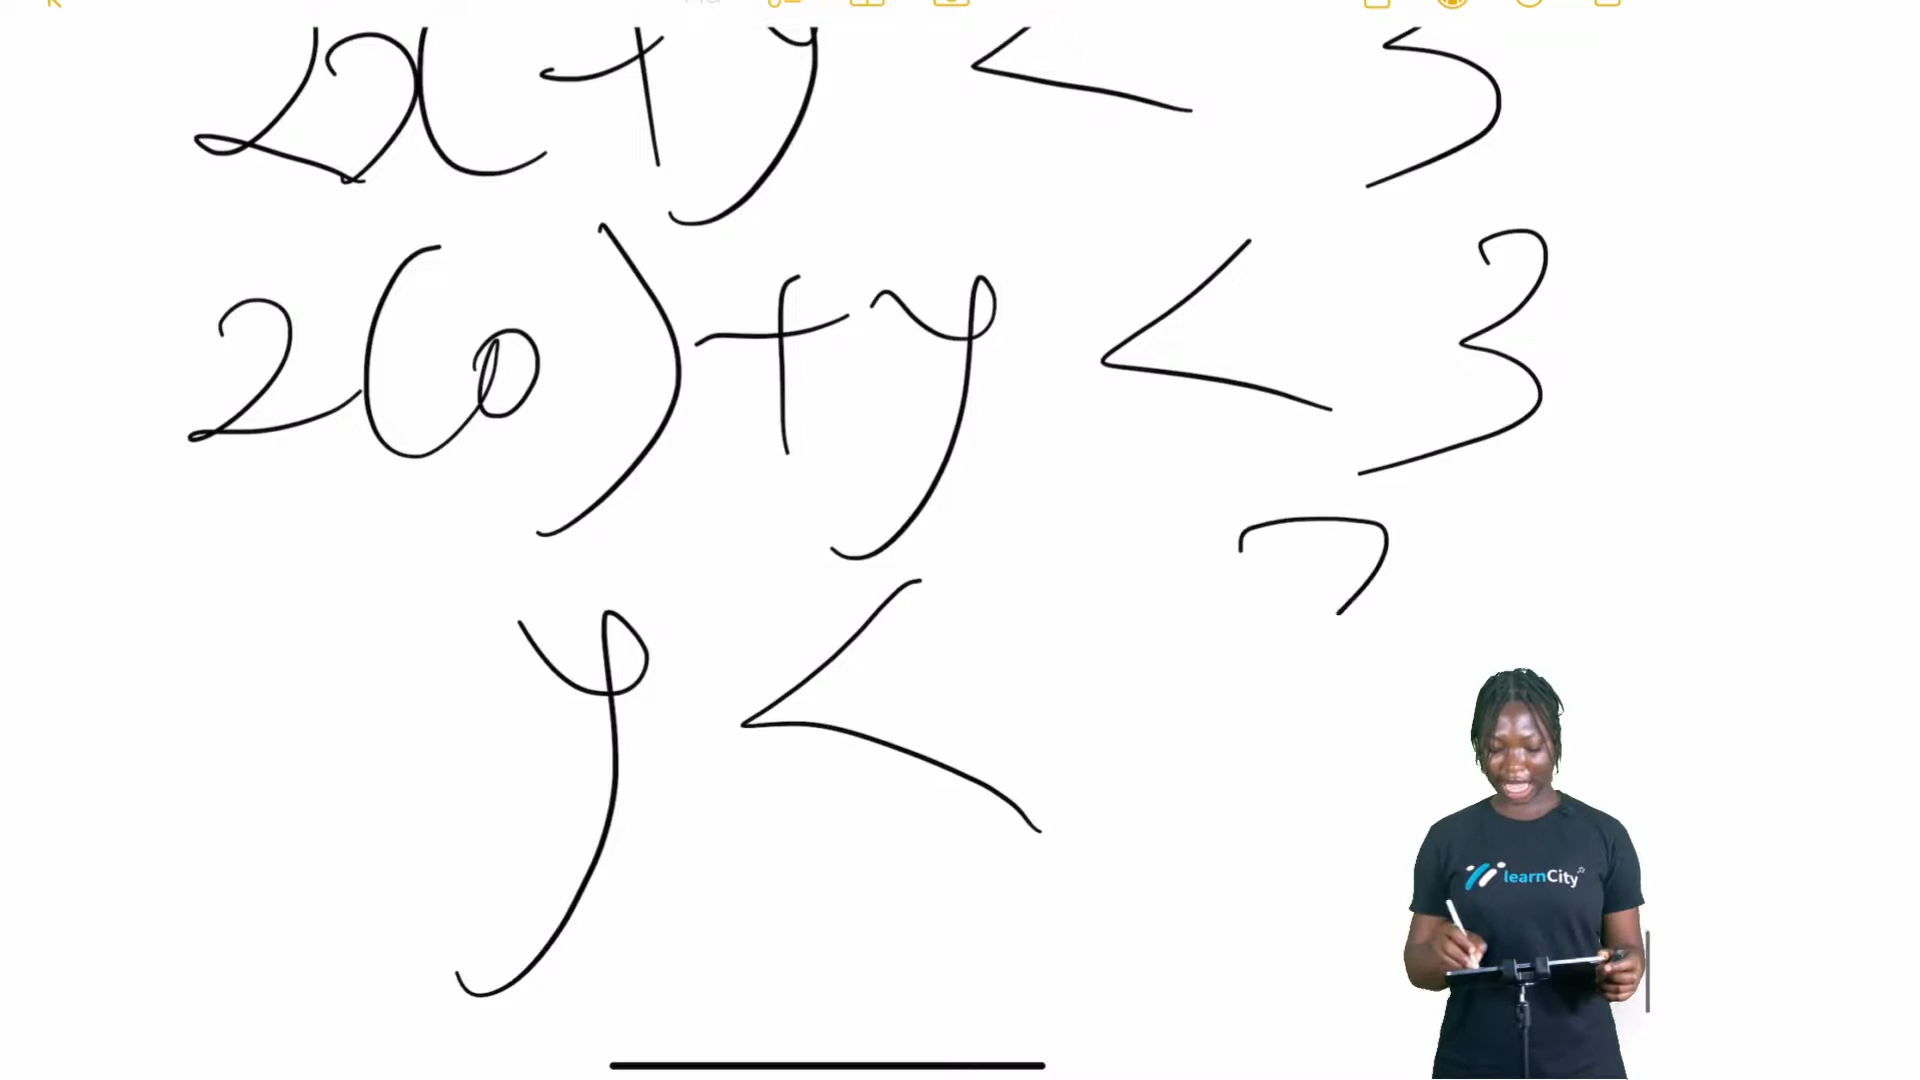 2x + y < 3
2(0) + y < 3
y <
learnCity